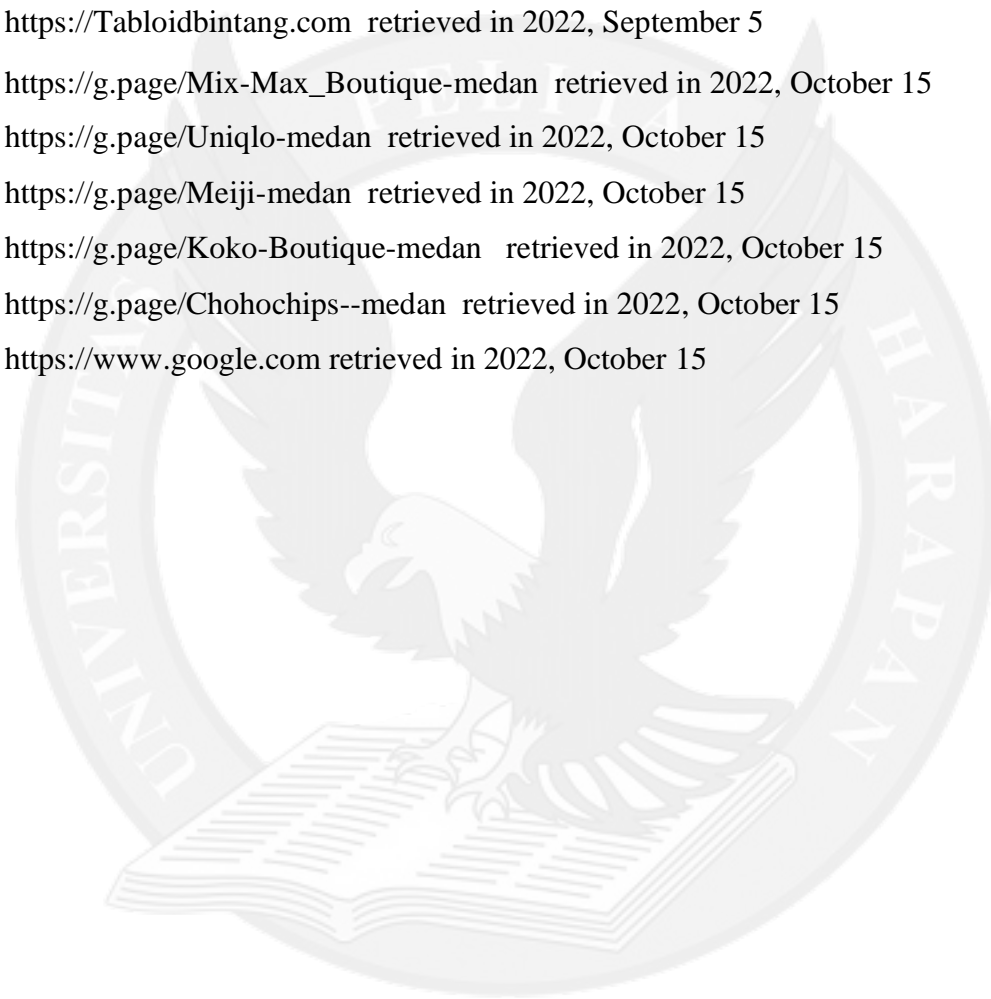 https://Tabloidbintang.com  retrieved in 2022, September 5
https://g.page/Mix-Max_Boutique-medan  retrieved in 2022, October 15
https://g.page/Uniqlo-medan  retrieved in 2022, October 15
https://g.page/Meiji-medan  retrieved in 2022, October 15
https://g.page/Koko-Boutique-medan   retrieved in 2022, October 15
https://g.page/Chohochips--medan  retrieved in 2022, October 15
https://www.google.com retrieved in 2022, October 15
UNIVERSITAS PELITA HARAPAN